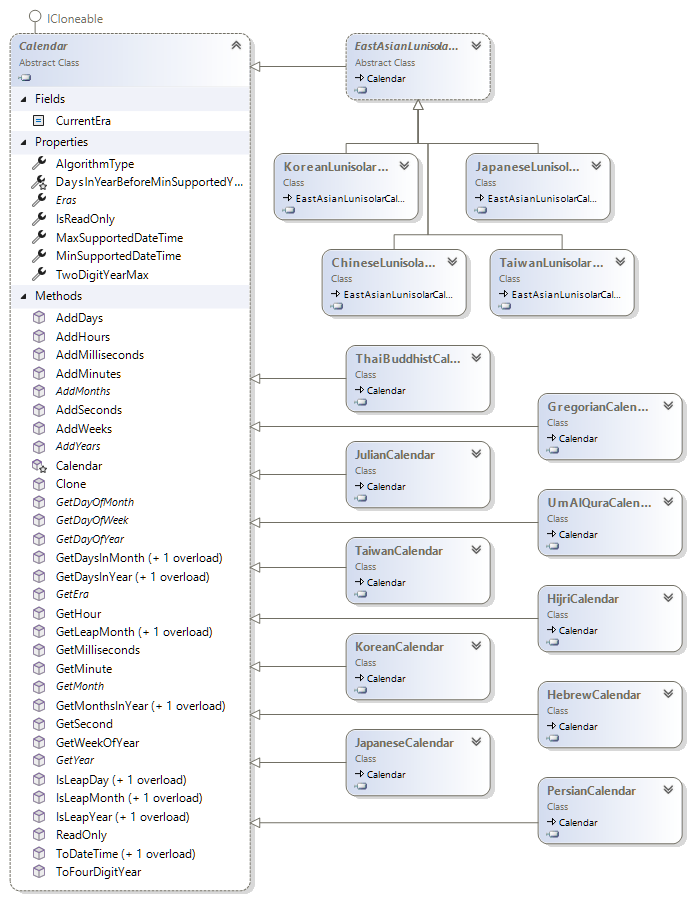 ICloneable
Calendar
Abstract Class
Fields
CurrentEra
Properties
AlgorithmType
DaysInYearBeforeMinSupportedY...
Eras
IsReadOnly
MaxSupportedDateTime
MinSupportedDateTime
TwoDigitYearMax
Methods
AddDays
AddHours
AddMilliseconds
AddMinutes
AddMonths
AddSeconds
AddWeeks
AddYears
Calendar
Clone
GetDayOfMonth
GetDayOfWeek
GetDayOfYear
GetDaysInMonth (+ 1 overload)
GetDaysInYear (+ 1 overload)
GetEra
GetHour
GetLeapMonth (+ 1 overload)
GetMilliseconds
GetMinute
GetMonth
GetMonthsInYear (+ 1 overload)
GetSecond
GetWeekOfYear
GetYear
IsLeapDay (+ 1 overload)
IsLeapMonth (+ 1 overload)
IsLeapYear (+ 1 overload)
ReadOnly
ToDateTime (+ 1 overload)
ToFourDigitYear
EastAsianLunisola...
Abstract Class
Calendar
KoreanLunisolar...
Class
EastAsianLunisolarCal...
JapaneseLunisol...
Class
EastAsianLunisolarCal...
ChineseLunisola...
Class
EastAsianLunisolarCal...
TaiwanLunisolar...
Class
EastAsianLunisolarCal...
ThaiBuddhistCal...
Class
Calendar
GregorianCalen...
Class
Calendar
JulianCalendar
Class
Calendar
UmAlQuraCalen...
Class
Calendar
TaiwanCalendar
Class
Calendar
HijriCalendar
Class
Calendar
KoreanCalendar
Class
Calendar
HebrewCalendar
Class
Calendar
JapaneseCalendar
Class
Calendar
PersianCalendar
Class
Calendar